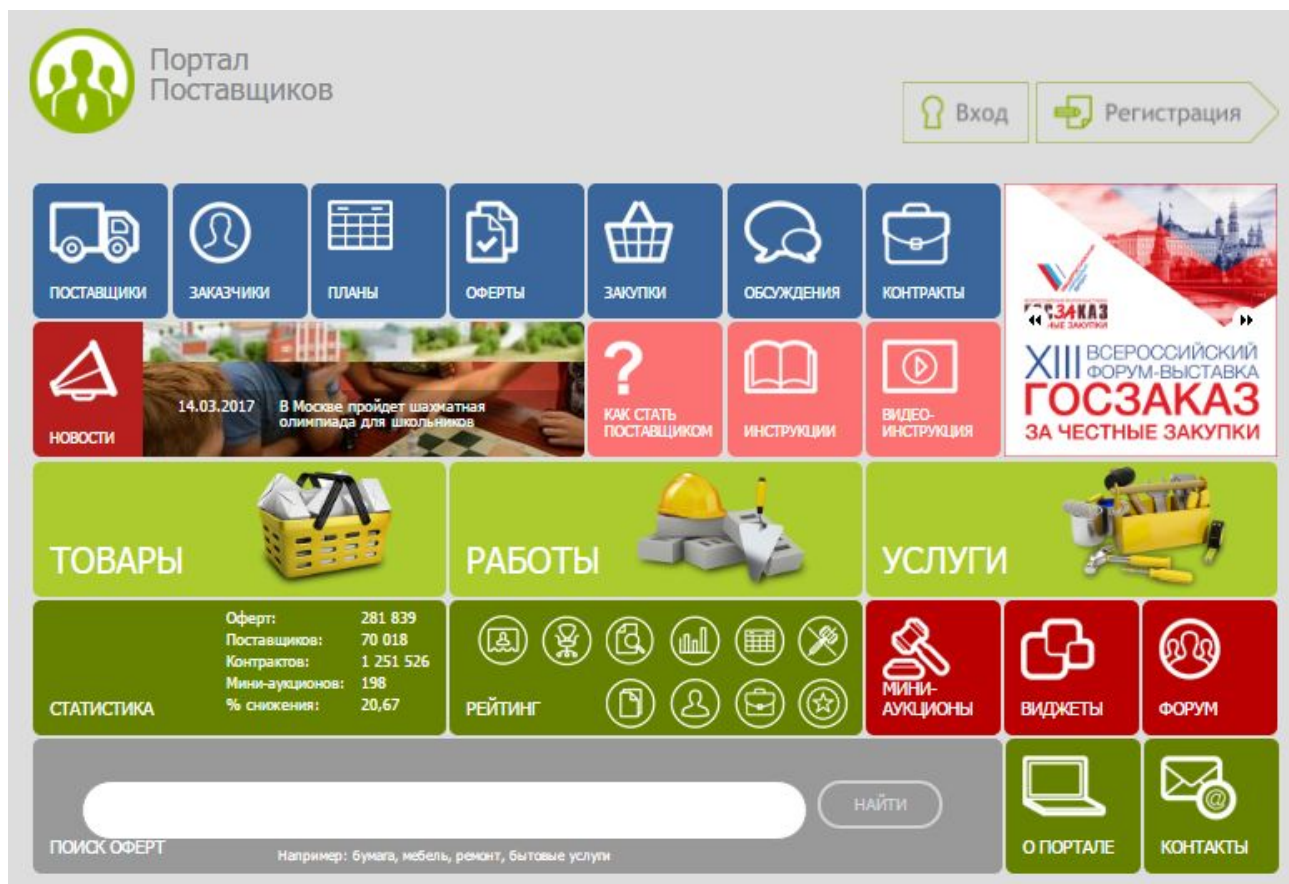 Портал
Поставщиков
Вход
Регистрация
ПОСТАВЩИКИ
ЗАКАЗЧИКИ
ПЛАНЫ
ОФЕРТЫ
ЗАКУПКИ
ОБСУЖДЕНИЯ
КОНТРАКТЫ
XIII ВСЕРОССИЙСКИЙ
ФОРУМ-ВЫСТАВКА
ГОСЗАКАЗ
ЗА ЧЕСТНЫЕ ЗАКУПКИ
НОВОСТИ
14.03.2017 В Москве пройдет шахматная
олимпиада для школьников
?
КАК СТАТЬ
ПОСТАВЩИКОМ
ИНСТРУКЦИИ
ВИДЕО-
ИНСТРУКЦИЯ
ТОВАРЫ
РАБОТЫ
УСЛУГИ
СТАТИСТИКА
Оферт: 281 839
Поставщиков: 70 018
Контрактов: 1 251 526
Мини-аукционов: 198
% снижения: 20,67
РЕЙТИНГ
МИНИ-
АУКЦИОНЫ
ВИДЖЕТЫ
ФОРУМ
НАЙТИ
ПОИСК ОФЕРТ
Например: бумага, мебель, ремонт, бытовые услуги
О ПОРТАЛЕ
@
КОНТАКТЫ